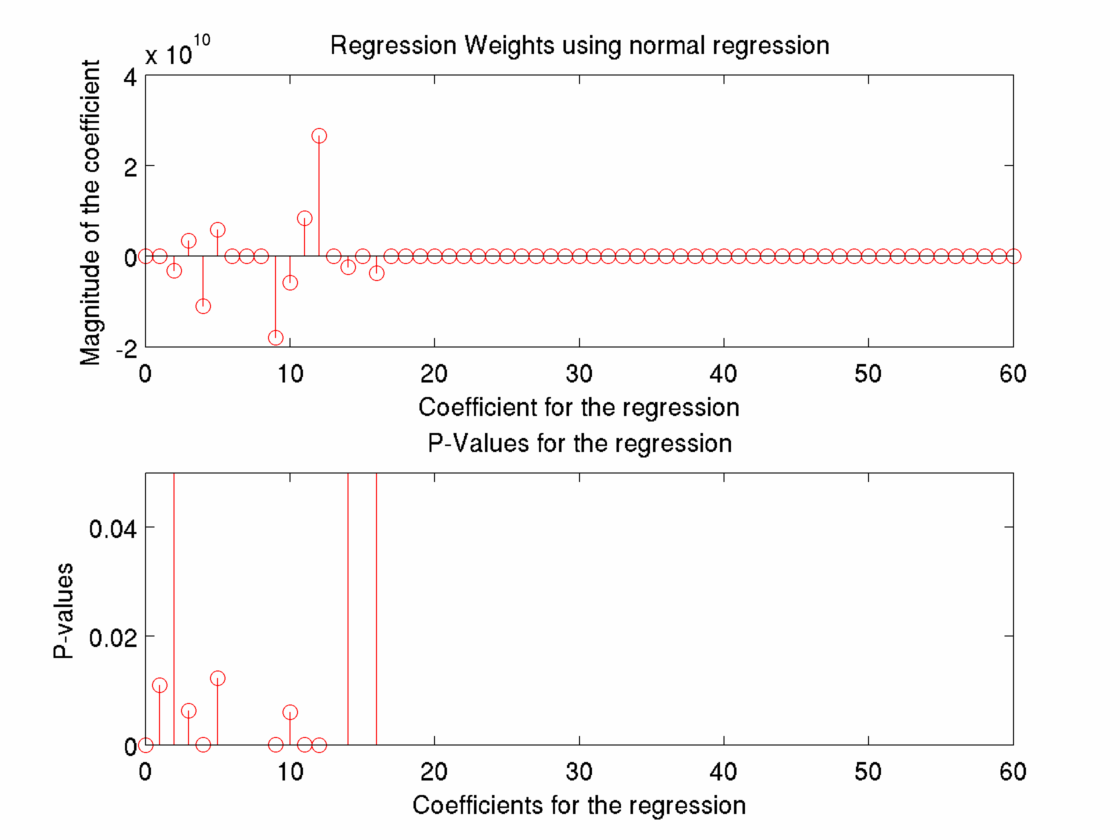 Regression Weights using normal regression
x 10^10
Magnitude of the coefficient
4
2
0
-2
0 10 20 30 40 50 60
Coefficient for the regression
P-Values for the regression
P-values
0.04
0.02
0
0 10 20 30 40 50 60
Coefficients for the regression